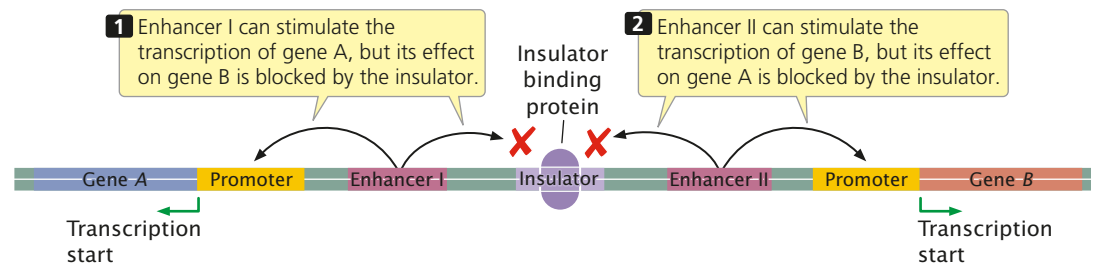 1 Enhancer I can stimulate the
transcription of gene A, but its effect
on gene B is blocked by the insulator.
Insulator
binding
protein
2 Enhancer II can stimulate the
transcription of gene B, but its effect
on gene A is blocked by the insulator.
Gene A
Promoter
Enhancer I
Insulator
Enhancer II
Promoter
Gene B
Transcription
start
Transcription
start